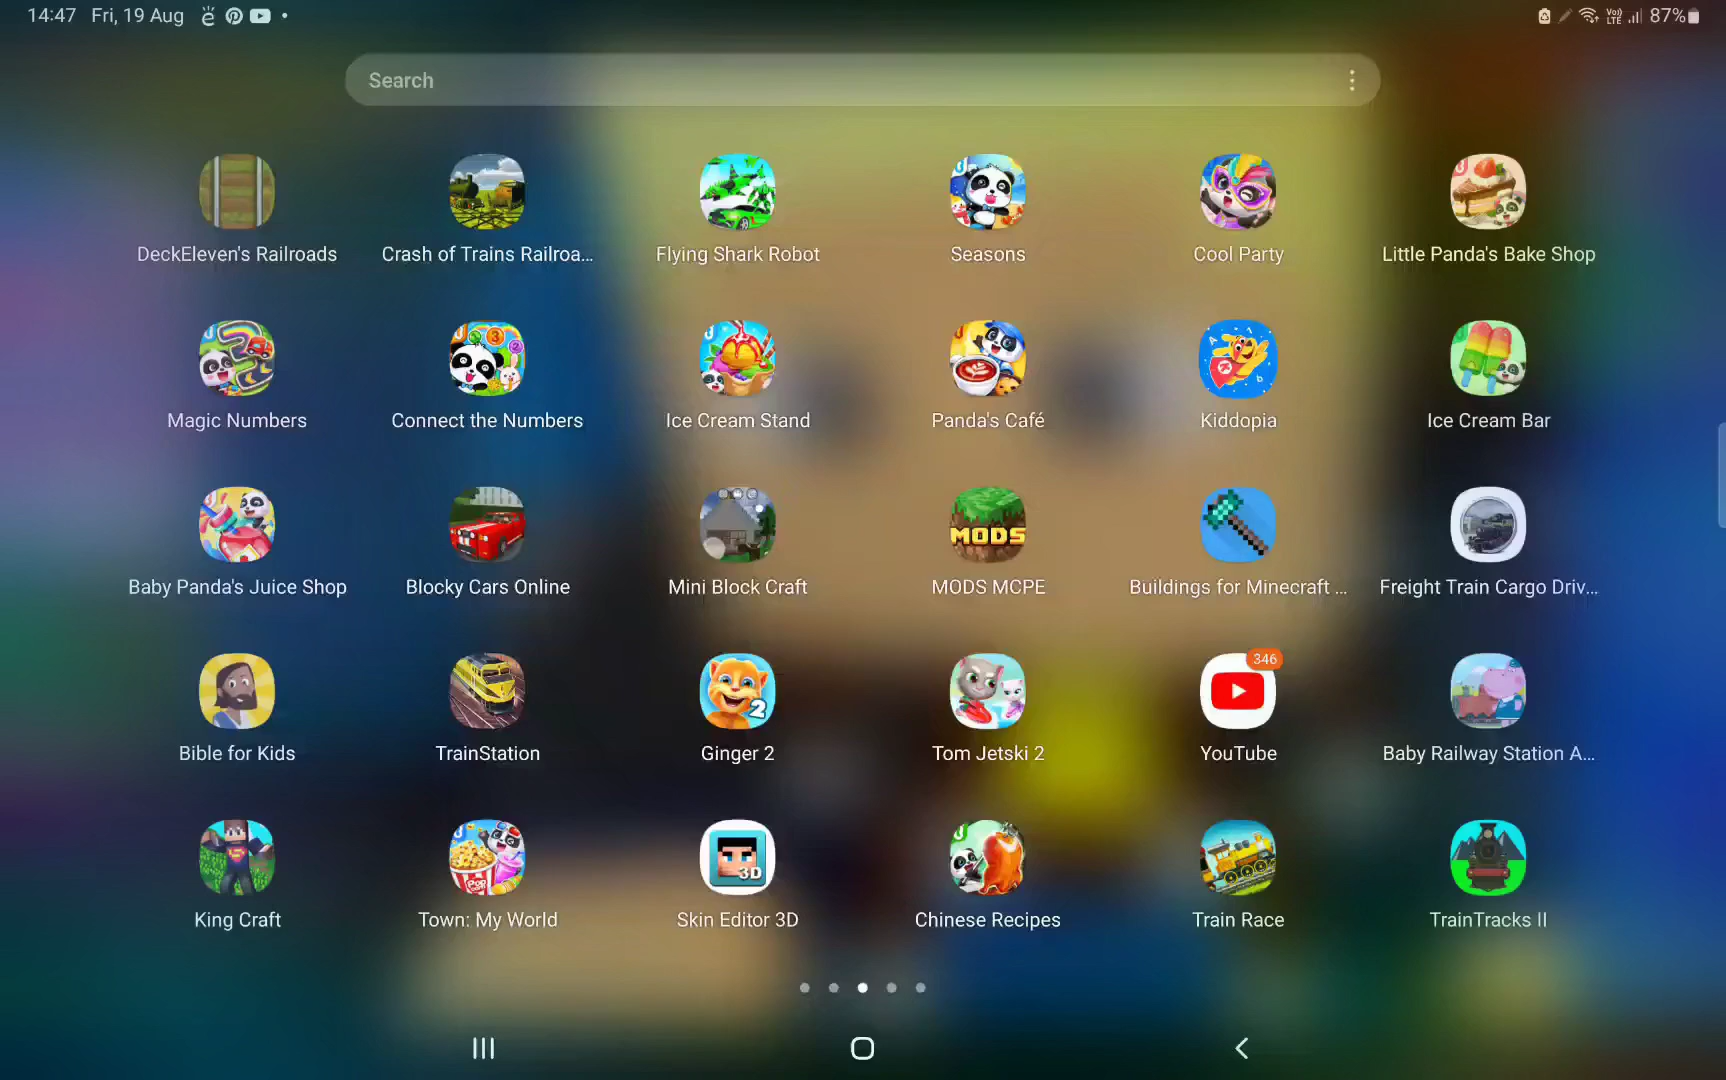 14:47 Fri, 19 Aug
Vo)) LTE 87%
Search
DeckEleven's Railroads
Crash of Trains Railroa...
Flying Shark Robot
Seasons
Cool Party
Little Panda's Bake Shop
Magic Numbers
Connect the Numbers
Ice Cream Stand
Panda's Café
Kiddopia
Ice Cream Bar
MODS
Baby Panda's Juice Shop
Blocky Cars Online
Mini Block Craft
MODS MCPE
Buildings for Minecraft ...
Freight Train Cargo Driv...
2
346
Bible for Kids
TrainStation
Ginger 2
Tom Jetski 2
YouTube
Baby Railway Station A...
POP
3D
King Craft
Town: My World
Skin Editor 3D
Chinese Recipes
Train Race
TrainTracks II